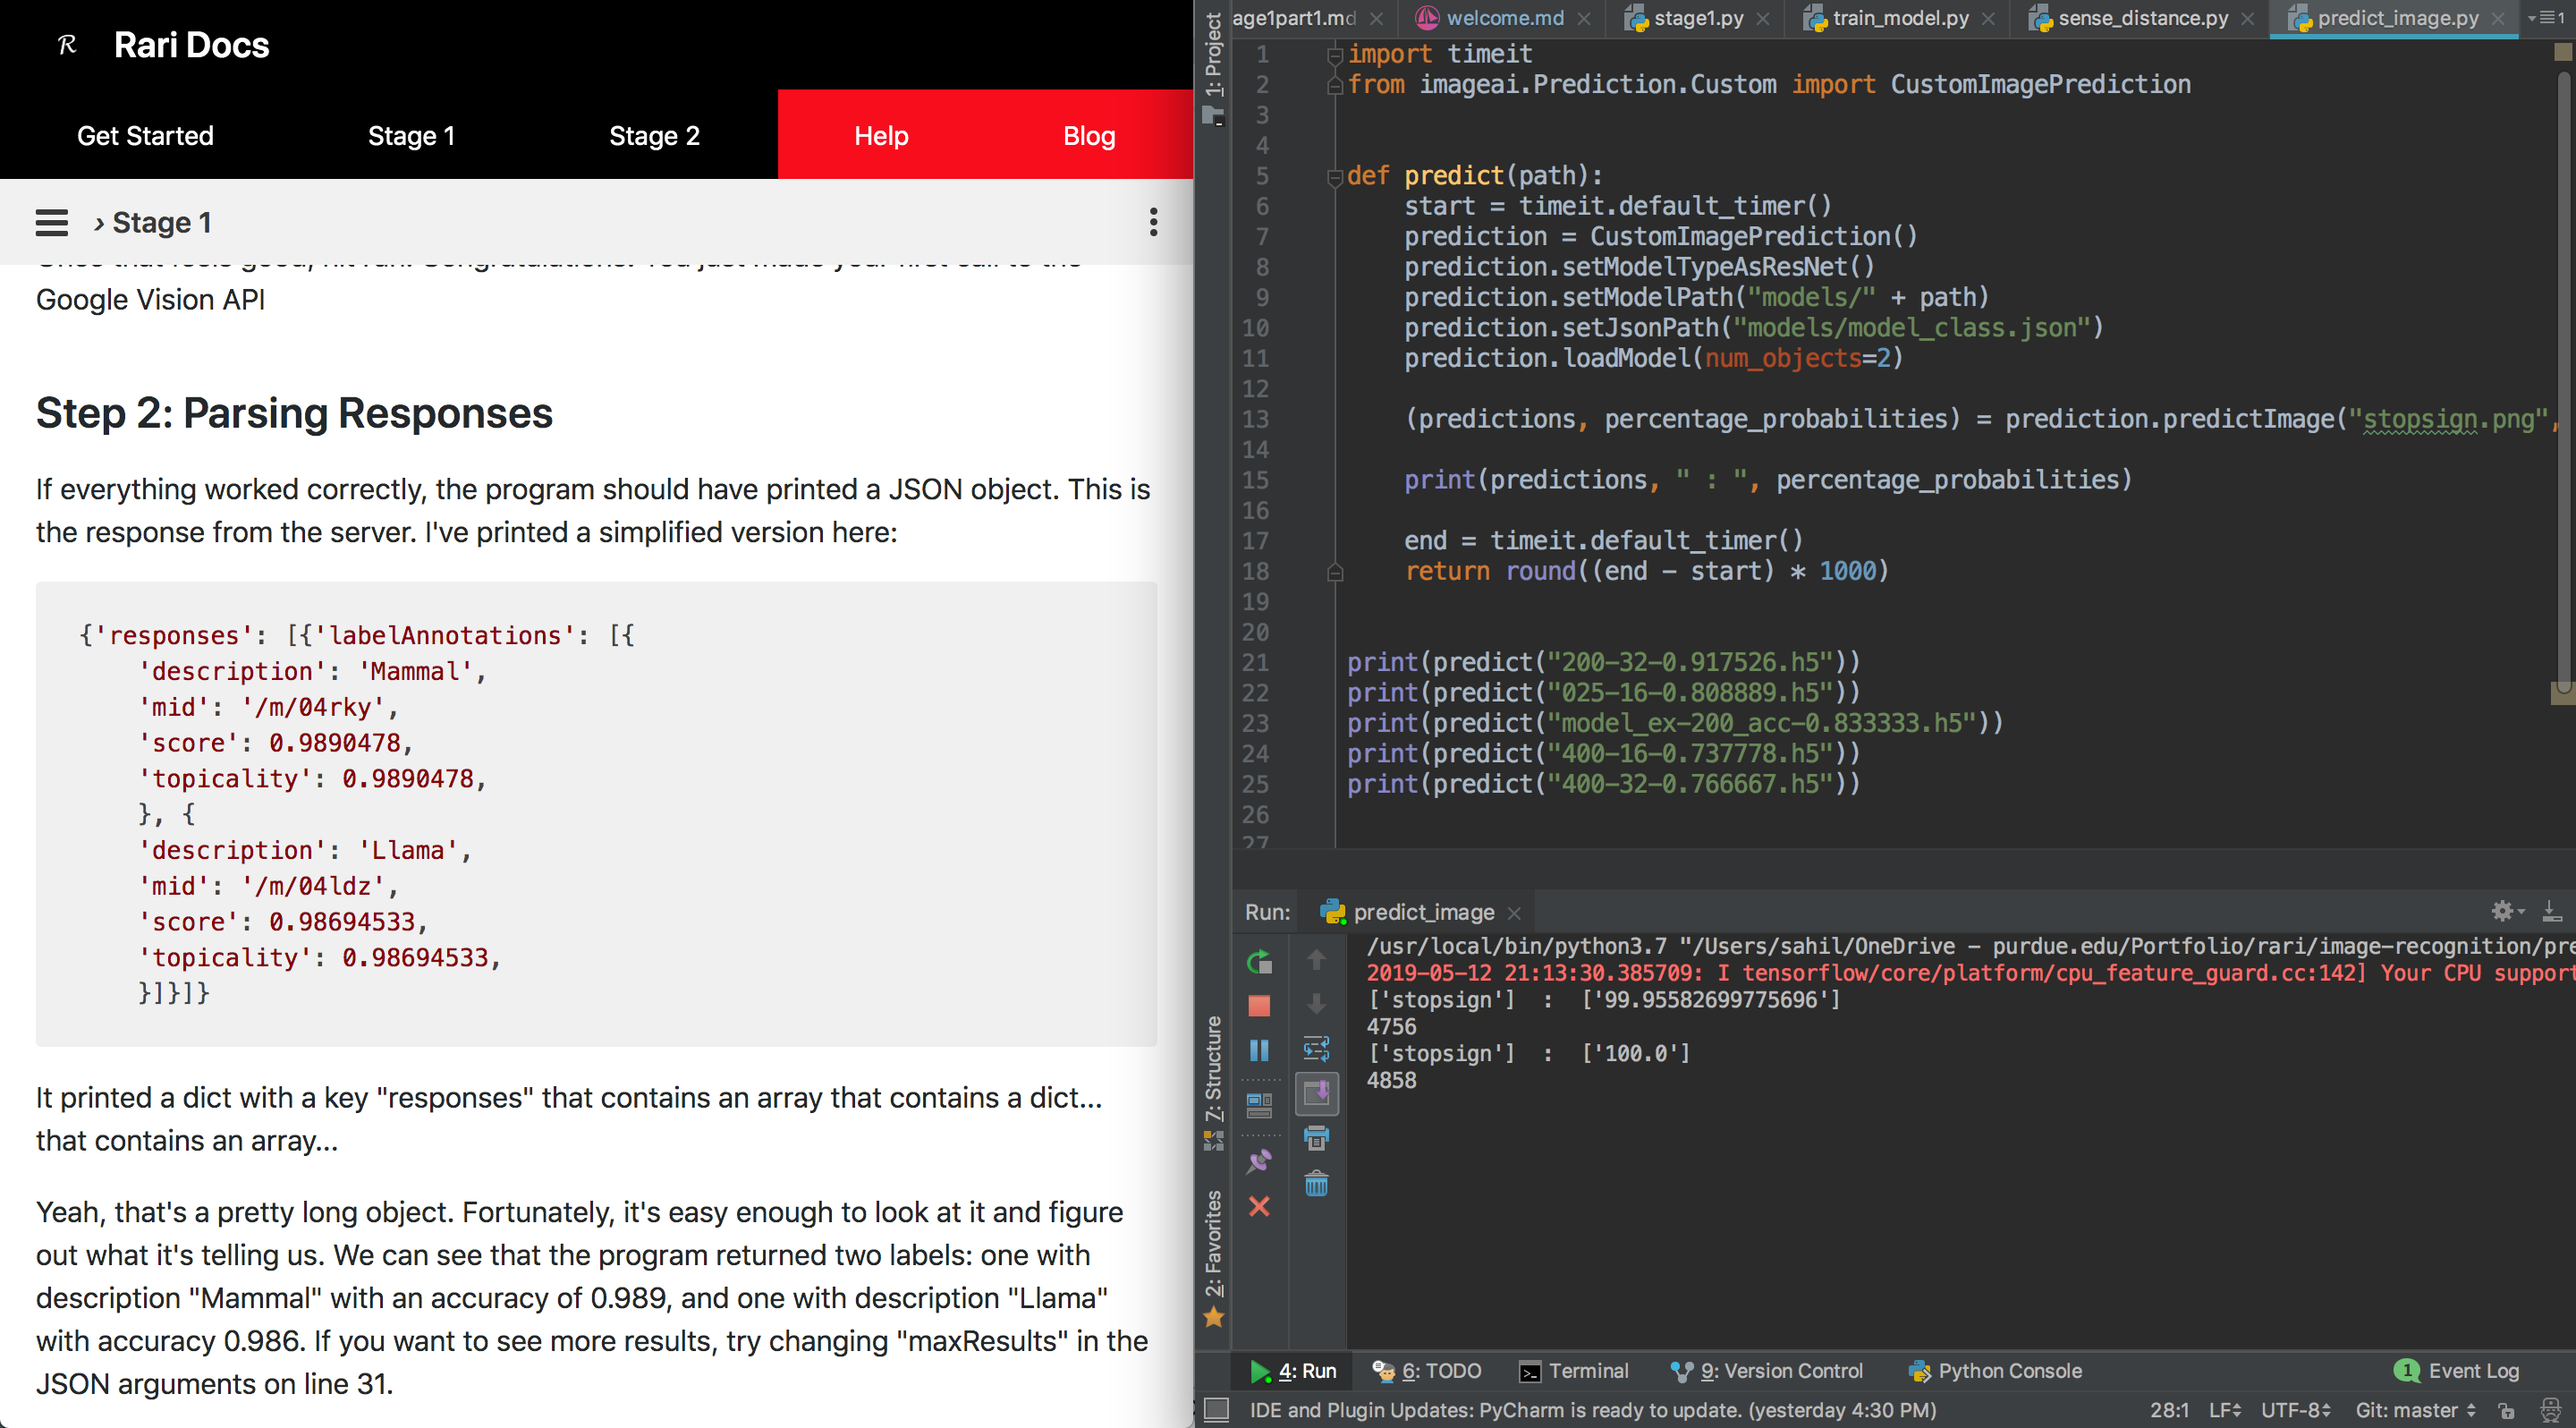 R Rari Docs
Get Started Stage 1 Stage 2 Help Blog
› Stage 1
Once that feels good, hit run. Congratulations! You just made your first call to the
Google Vision API
Step 2: Parsing Responses
If everything worked correctly, the program should have printed a JSON object. This is
the response from the server. I've printed a simplified version here:
{'responses': [{'labelAnnotations': [{
'description': 'Mammal',
'mid': '/m/04rky',
'score': 0.9890478,
'topicality': 0.9890478,
}, {
'description': 'Llama',
'mid': '/m/04ldz',
'score': 0.98694533,
'topicality': 0.98694533,
}]}]}
It printed a dict with a key "responses" that contains an array that contains a dict...
that contains an array...
Yeah, that's a pretty long object. Fortunately, it's easy enough to look at it and figure
out what it's telling us. We can see that the program returned two labels: one with
description "Mammal" with an accuracy of 0.989, and one with description "Llama"
with accuracy 0.986. If you want to see more results, try changing "maxResults" in the
JSON arguments on line 31.
age1part1.md welcome.md stage1.py train_model.py sense_distance.py predict_image.py 1
1: Project
7: Structure
2: Favorites
1 import timeit
2 from imageai.Prediction.Custom import CustomImagePrediction
3
4
5 def predict(path):
6 start = timeit.default_timer()
7 prediction = CustomImagePrediction()
8 prediction.setModelTypeAsResNet()
9 prediction.setModelPath("models/" + path)
10 prediction.setJsonPath("models/model_class.json")
11 prediction.loadModel(num_objects=2)
12
13 (predictions, percentage_probabilities) = prediction.predictImage("stopsign.png",
14
15 print(predictions, " : ", percentage_probabilities)
16
17 end = timeit.default_timer()
18 return round((end - start) * 1000)
19
20
21 print(predict("200-32-0.917526.h5"))
22 print(predict("025-16-0.808889.h5"))
23 print(predict("model_ex-200_acc-0.833333.h5"))
24 print(predict("400-16-0.737778.h5"))
25 print(predict("400-32-0.766667.h5"))
26
27
Run: predict_image
/usr/local/bin/python3.7 "/Users/sahil/OneDrive - purdue.edu/Portfolio/rari/image-recognition/pre
2019-05-12 21:13:30.385709: I tensorflow/core/platform/cpu_feature_guard.cc:142] Your CPU support
['stopsign'] : ['99.95582699775696']
4756
['stopsign'] : ['100.0']
4858
4: Run 6: TODO Terminal 9: Version Control Python Console 1 Event Log
IDE and Plugin Updates: PyCharm is ready to update. (yesterday 4:30 PM) 28:1 LF UTF-8 Git: master